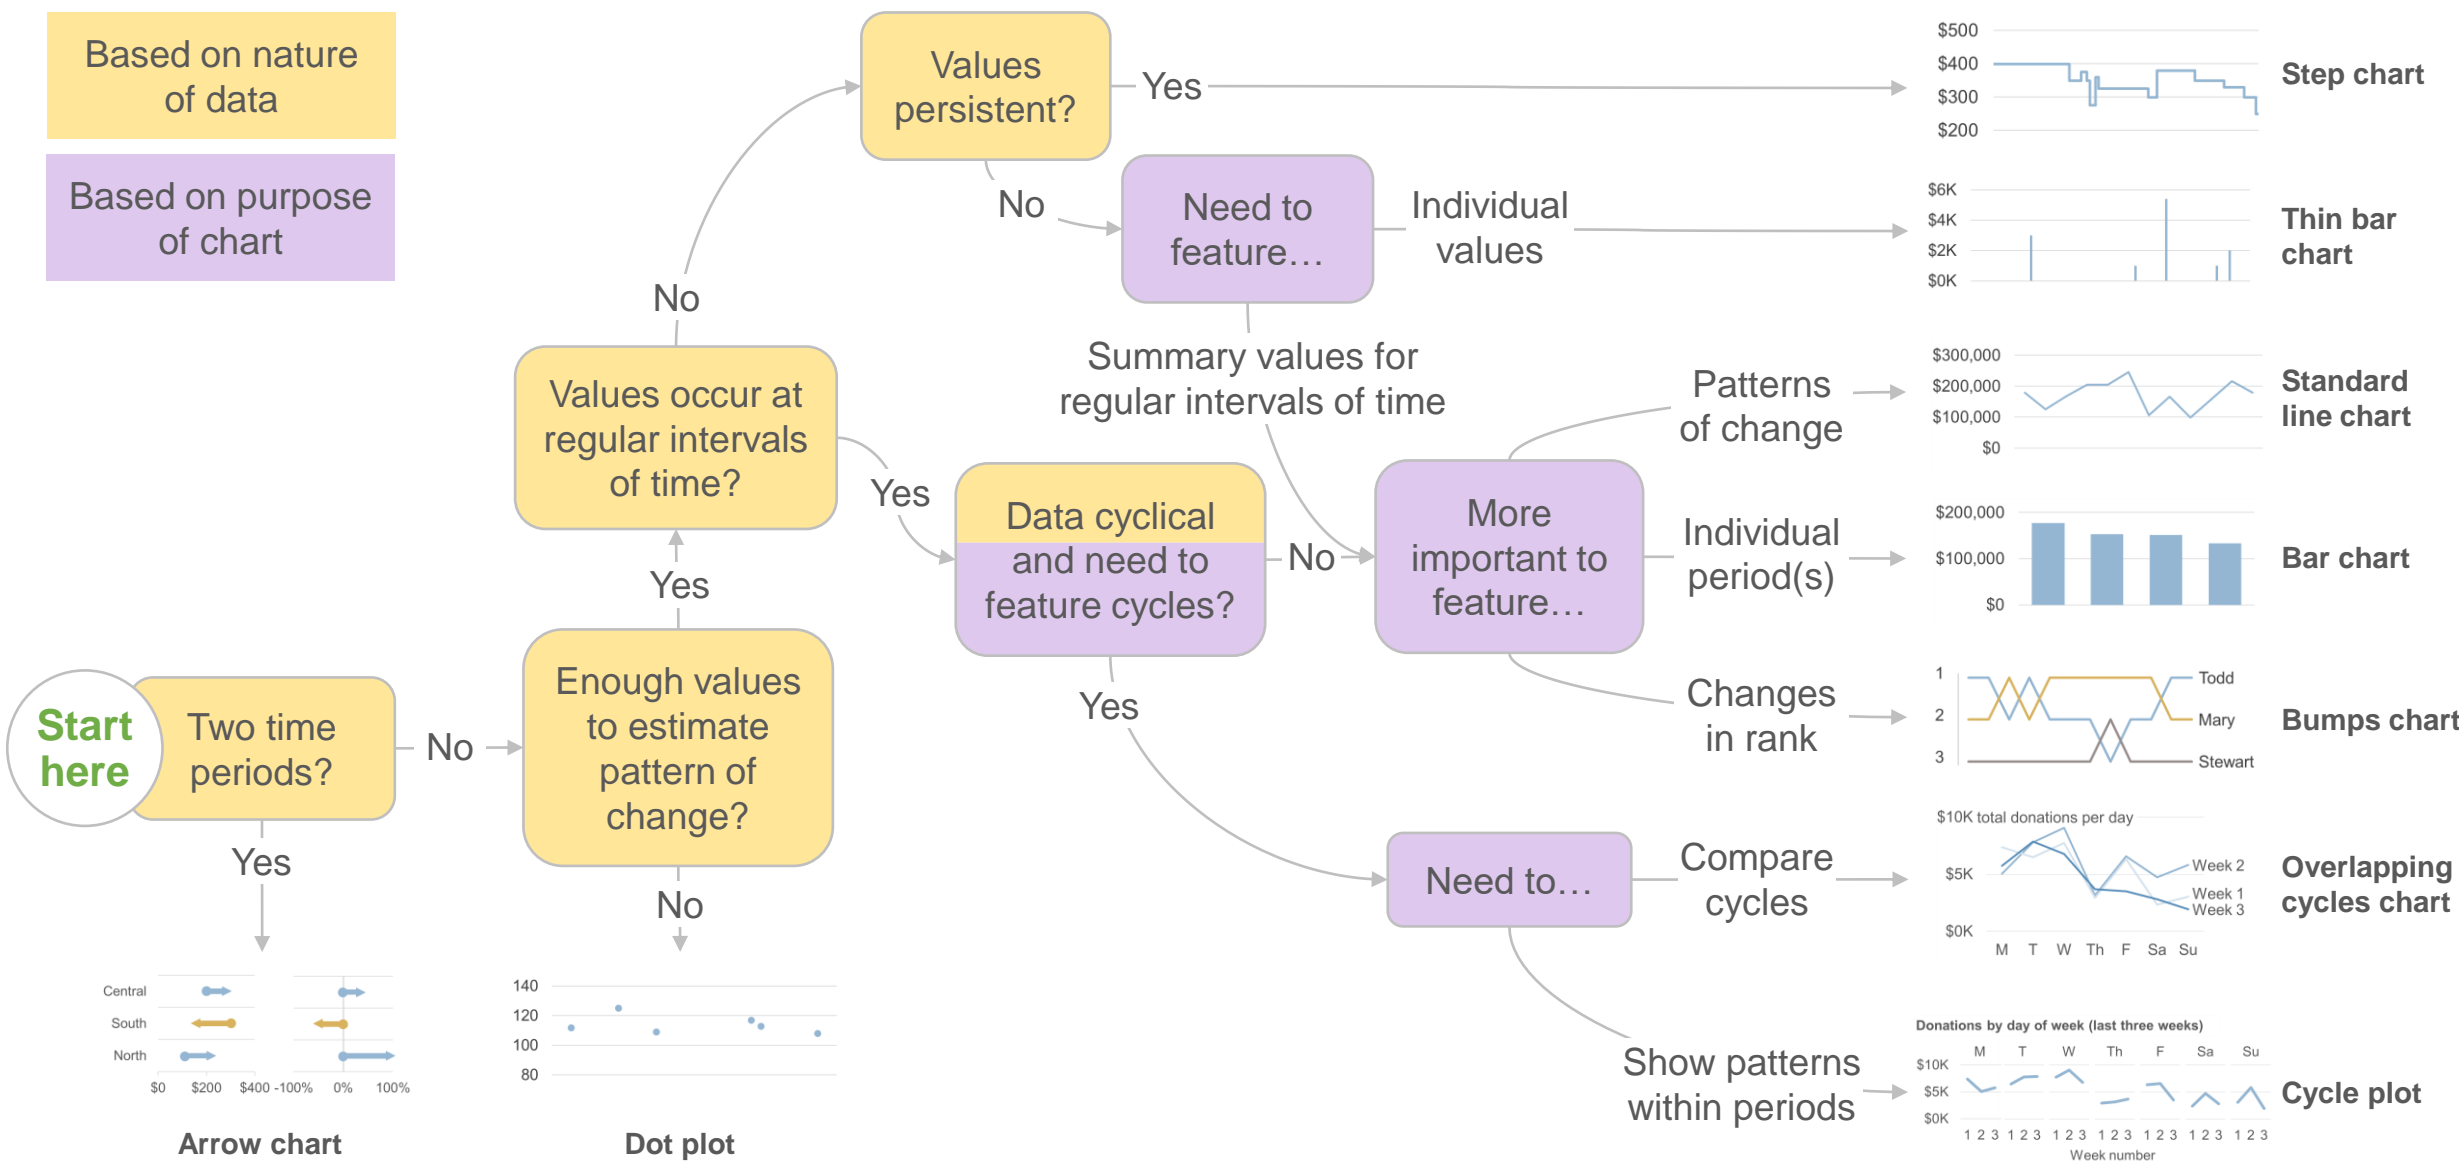 Based on nature
of data
Based on purpose
of chart
Start
here
Two time
periods?
Yes
No
Enough values
to estimate
pattern of
change?
Yes
No
Values occur at
regular intervals
of time?
No
Yes
Values
persistent?
Yes
No
Need to
feature…
Individual
values
Summary values for
regular intervals of time
Data cyclical
and need to
feature cycles?
No
Yes
More
important to
feature…
Patterns
of change
Individual
period(s)
Changes
in rank
Need to…
Compare
cycles
Show patterns
within periods
$500
$400
$300
$200
Step chart
$6K
$4K
$2K
$0K
Thin bar
chart
$300,000
$200,000
$100,000
$0
Standard
line chart
$200,000
$100,000
$0
Bar chart
1
2
3
Todd
Mary
Stewart
Bumps chart
$10K total donations per day
$5K
$0K
Week 2
Week 1
Week 3
M T W Th F Sa Su
Overlapping
cycles chart
Donations by day of week (last three weeks)
M T W Th F Sa Su
$10K
$5K
$0K
1 2 3 1 2 3 1 2 3 1 2 3 1 2 3 1 2 3 1 2 3
Week number
Cycle plot
Central
South
North
$0 $200 $400 -100% 0% 100%
Arrow chart
140
120
100
80
Dot plot